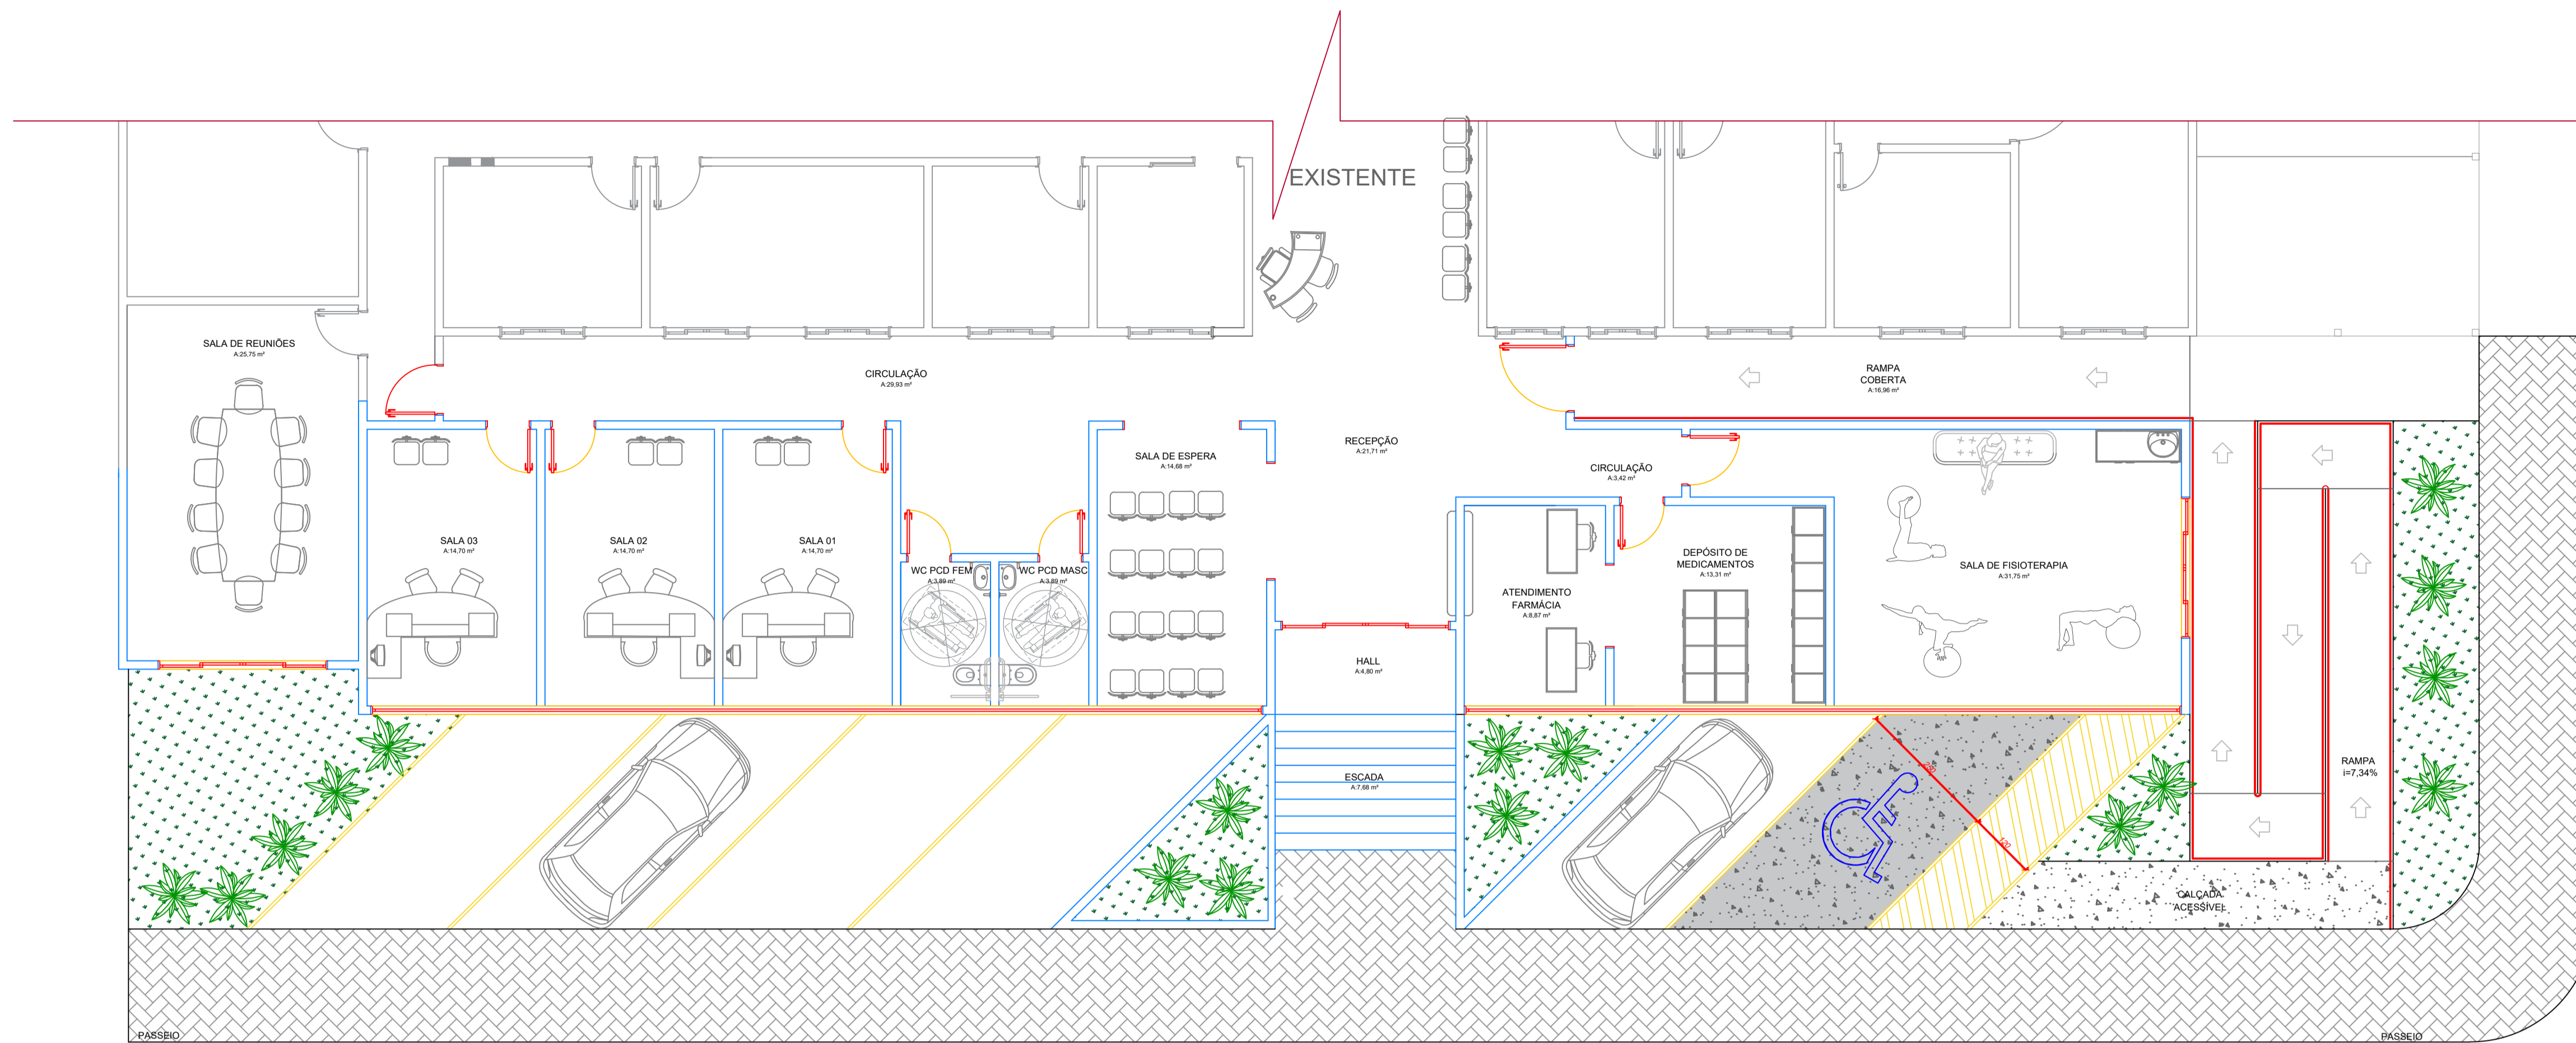 EXISTENTE
SALA DE REUNIÕES
A:25,75 m²
CIRCULAÇÃO
A:29,93 m²
RAMPA
COBERTA
A:16,96 m²
RECEPÇÃO
A:21,71 m²
SALA DE ESPERA
A:14,68 m²
CIRCULAÇÃO
A:3,42 m²
SALA 03
A:14,70 m²
SALA 02
A:14,70 m²
SALA 01
A:14,70 m²
WC PCD FEM
A:3,89 m²
WC PCD MASC
A:3,89 m²
DEPÓSITO DE
MEDICAMENTOS
A:13,31 m²
SALA DE FISIOTERAPIA
A:31,75 m²
ATENDIMENTO
FARMÁCIA
A:8,87 m²
HALL
A:4,80 m²
ESCADA
A:7,68 m²
RAMPA
i=7,34%
120
CALÇADA
ACESSÍVEL
PASSEIO
PASSEIO